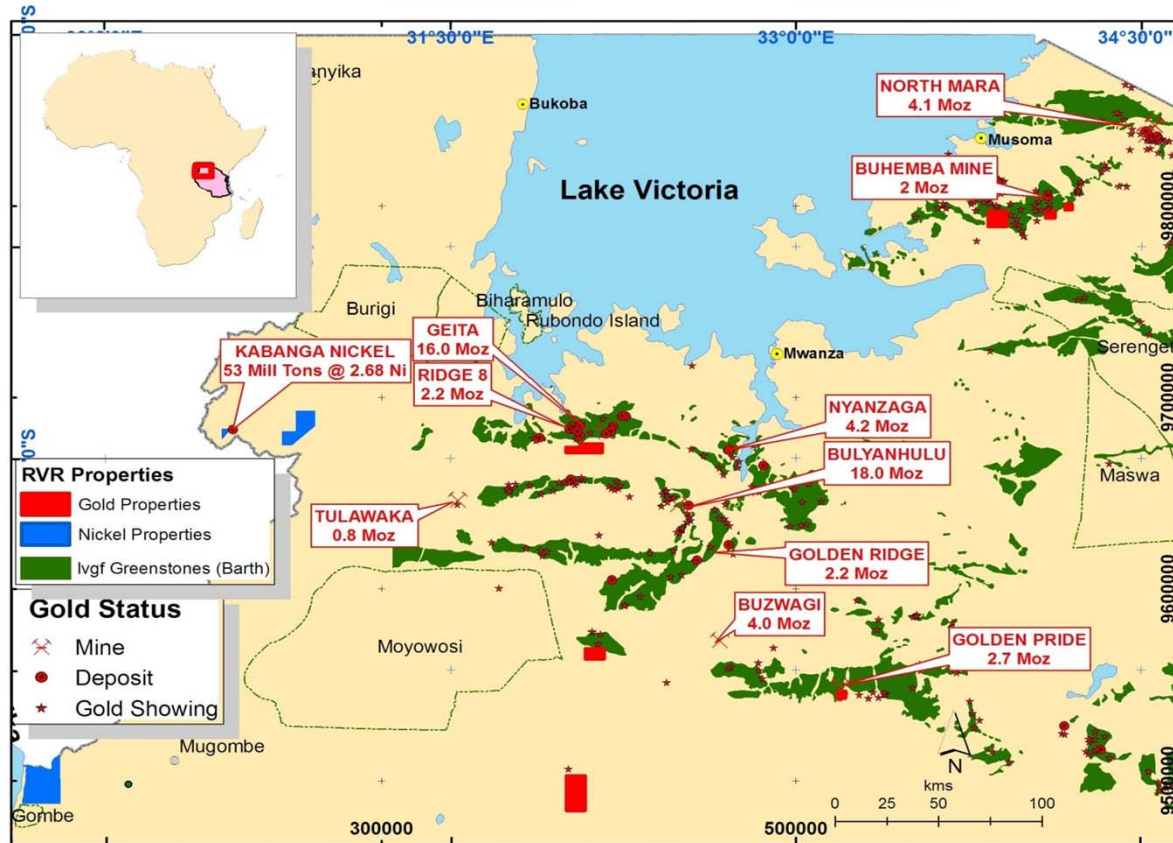 31°30'0"E
33°0'0"E
34°30'0"E
0"S
anyika
Bukoba
NORTH MARA
4.1 Moz
Musoma
BUHEMBA MINE
2 Moz
Lake Victoria
9800000
Burigi
Biharamulo
Rubondo Island
GEITA
16.0 Moz
KABANGA NICKEL
53 Mill Tons @ 2.68 Ni
RIDGE 8
2.2 Moz
Mwanza
Serenget
9700000
NYANZAGA
4.2 Moz
BULYANHULU
18.0 Moz
0"S
Maswa
RVR Properties
Gold Properties
Nickel Properties
lvgf Greenstones (Barth)
TULAWAKA
0.8 Moz
GOLDEN RIDGE
2.2 Moz
9600000
Gold Status
Mine
Deposit
Gold Showing
BUZWAGI
4.0 Moz
Moyowosi
GOLDEN PRIDE
2.7 Moz
Mugombe
N
kms
0 25 50 100
9500000
Gombe
300000
500000